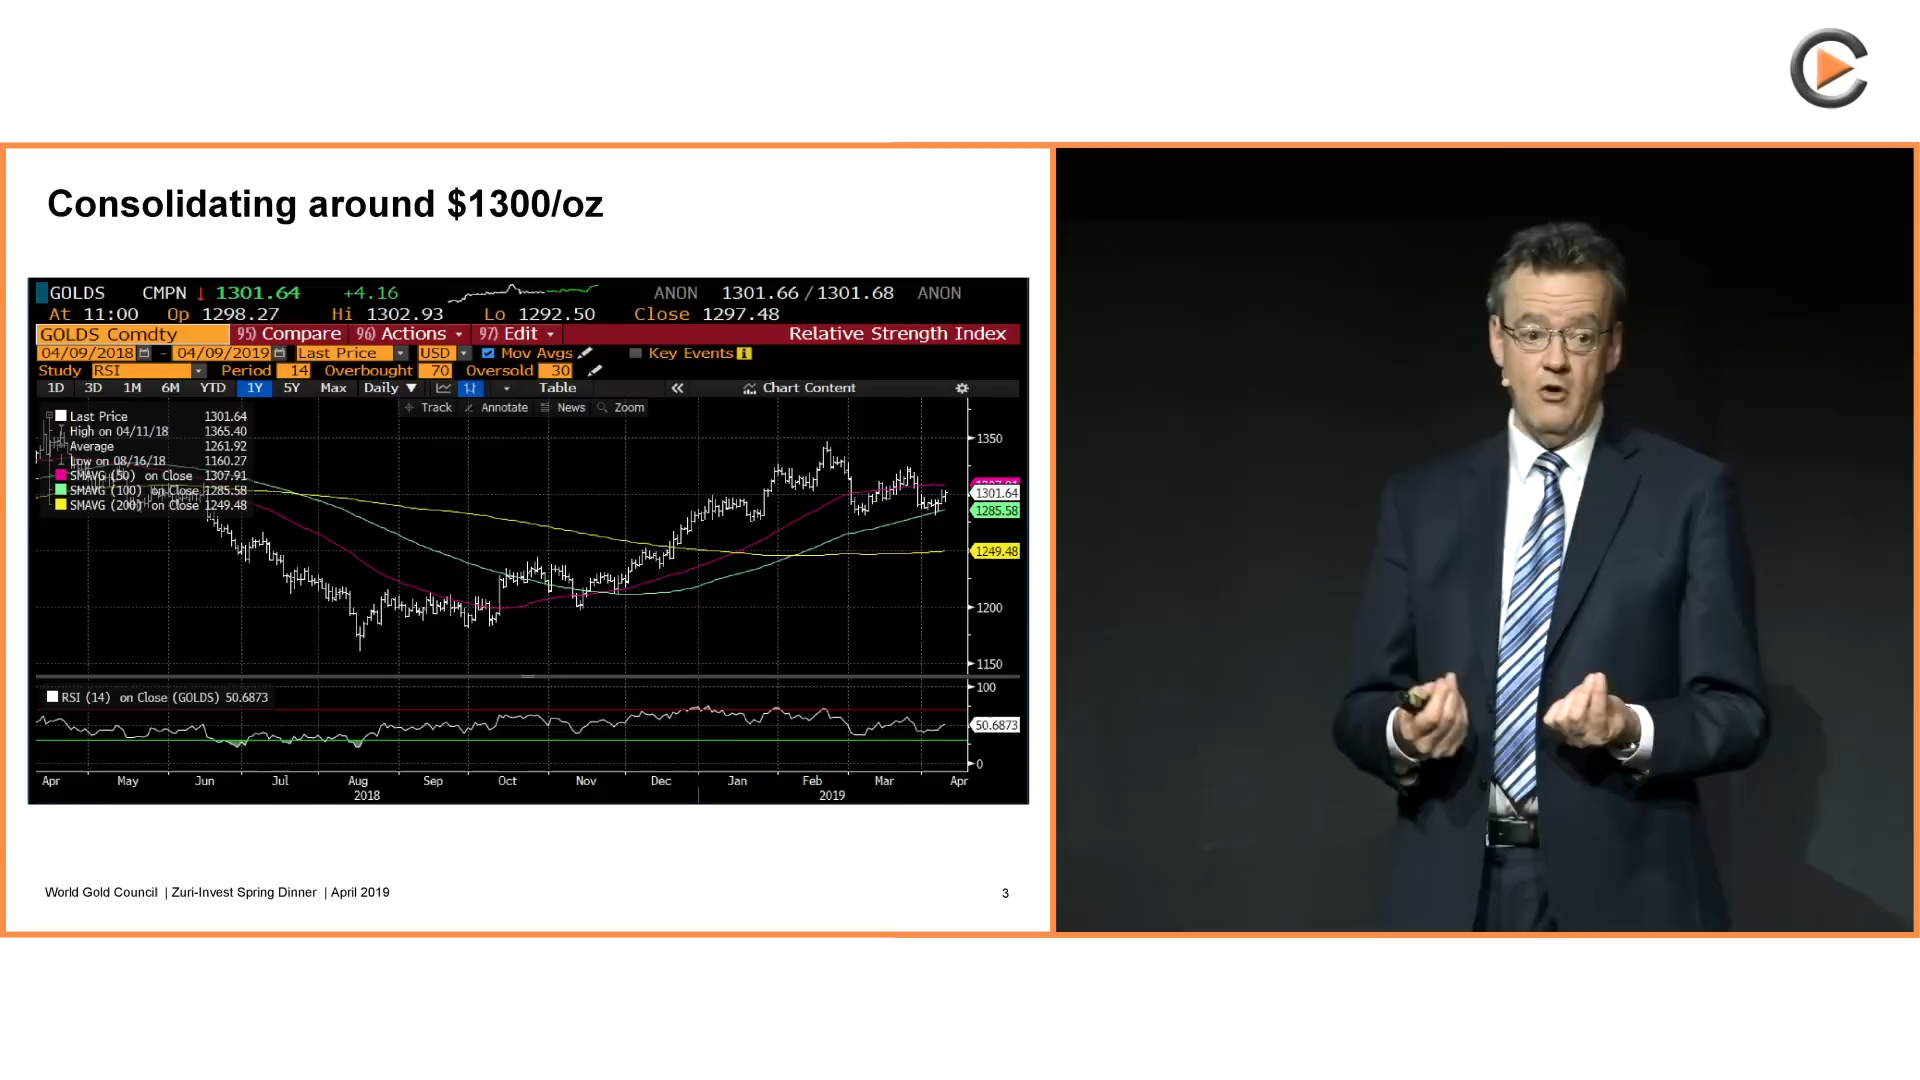 Consolidating around $1300/oz
GOLDS CMPN ↓ 1301.64 +4.16 ANON 1301.66 / 1301.68 ANON
At 11:00 Op 1298.27 Hi 1302.93 Lo 1292.50 Close 1297.48
GOLDS Comdty 95) Compare 96) Actions 97) Edit Relative Strength Index
04/09/2018 - 04/09/2019 Last Price USD Mov Avgs Key Events
Study RSI Period 14 Overbought 70 Oversold 30
1D 3D 1M 6M YTD 1Y 5Y Max Daily ▼ Table « Chart Content
Track Annotate News Zoom
Last Price 1301.64
High on 04/11/18 1365.40
Average 1261.92
Low on 08/16/18 1160.27
SMAVG (50) on Close 1307.91
SMAVG (100) on Close 1285.58
SMAVG (200) on Close 1249.48
1350
1301.64
1285.58
1249.48
1200
1150
RSI (14) on Close (GOLDS) 50.6873
100
50.6873
0
Apr May Jun Jul Aug Sep Oct Nov Dec Jan Feb Mar Apr
2018 2019
World Gold Council | Zuri-Invest Spring Dinner | April 2019
3